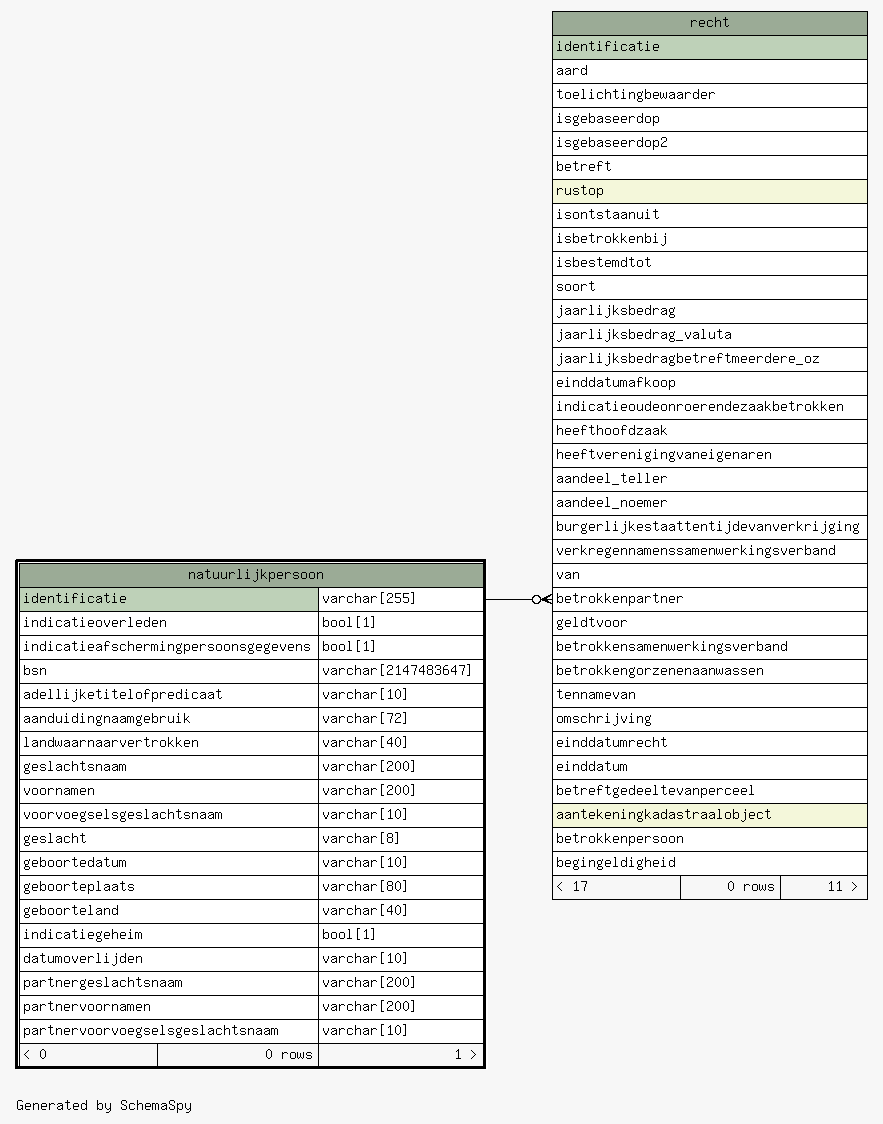 recht
identificatie
aard
toelichtingbewaarder
isgebaseerdop
isgebaseerdop2
betreft
rustop
isontstaanuit
isbetrokkenbij
isbestemdtot
soort
jaarlijksbedrag
jaarlijksbedrag_valuta
jaarlijksbedragbetreftmeerdere_oz
einddatumafkoop
indicatieoudeonroerendezaakbetrokken
heefthoofdzaak
heeftverenigingvaneigenaren
aandeel_teller
aandeel_noemer
burgerlijkestaattentijdevanverkrijging
verkregennamenssamenwerkingsverband
van
betrokkenpartner
geldtvoor
betrokkensamenwerkingsverband
betrokkengorzenenaanwassen
tennamevan
omschrijving
einddatumrecht
einddatum
betreftgedeeltevanperceel
aantekeningkadastraalobject
betrokkenpersoon
begingeldigheid
< 17 0 rows 11 >
natuurlijkpersoon
identificatie varchar[255]
indicatieoverleden bool[1]
indicatieafschermingpersoonsgegevens bool[1]
bsn varchar[2147483647]
adellijketitelofpredicaat varchar[10]
aanduidingnaamgebruik varchar[72]
landwaarnaarvertrokken varchar[40]
geslachtsnaam varchar[200]
voornamen varchar[200]
voorvoegselsgeslachtsnaam varchar[10]
geslacht varchar[8]
geboortedatum varchar[10]
geboorteplaats varchar[80]
geboorteland varchar[40]
indicatiegeheim bool[1]
datumoverlijden varchar[10]
partnergeslachtsnaam varchar[200]
partnervoornamen varchar[200]
partnervoorvoegselsgeslachtsnaam varchar[10]
< 0 0 rows 1 >
Generated by SchemaSpy